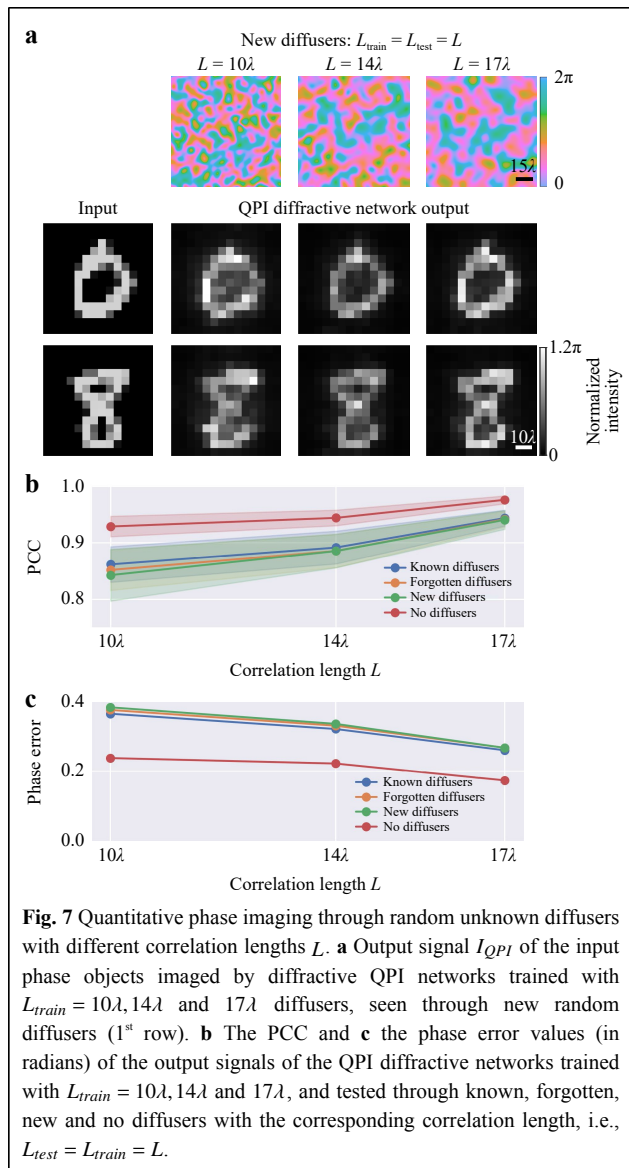 a
New diffusers: L_train = L_test = L
L = 10λ L = 14λ L = 17λ
2π
15λ
0
Input QPI diffractive network output
1.2π
Normalized intensity
10λ
0
b
1.0
0.9
0.8
PCC
Known diffusers
Forgotten diffusers
New diffusers
No diffusers
10λ 14λ 17λ
Correlation length L
c
0.4
0.2
0.0
Phase error
Known diffusers
Forgotten diffusers
New diffusers
No diffusers
10λ 14λ 17λ
Correlation length L
Fig. 7 Quantitative phase imaging through random unknown diffusers
with different correlation lengths L. a Output signal I_QPI of the input
phase objects imaged by diffractive QPI networks trained with
L_train = 10λ, 14λ and 17λ diffusers, seen through new random
diffusers (1st row). b The PCC and c the phase error values (in
radians) of the output signals of the QPI diffractive networks trained
with L_train = 10λ, 14λ and 17λ, and tested through known, forgotten,
new and no diffusers with the corresponding correlation length, i.e.,
L_test = L_train = L.